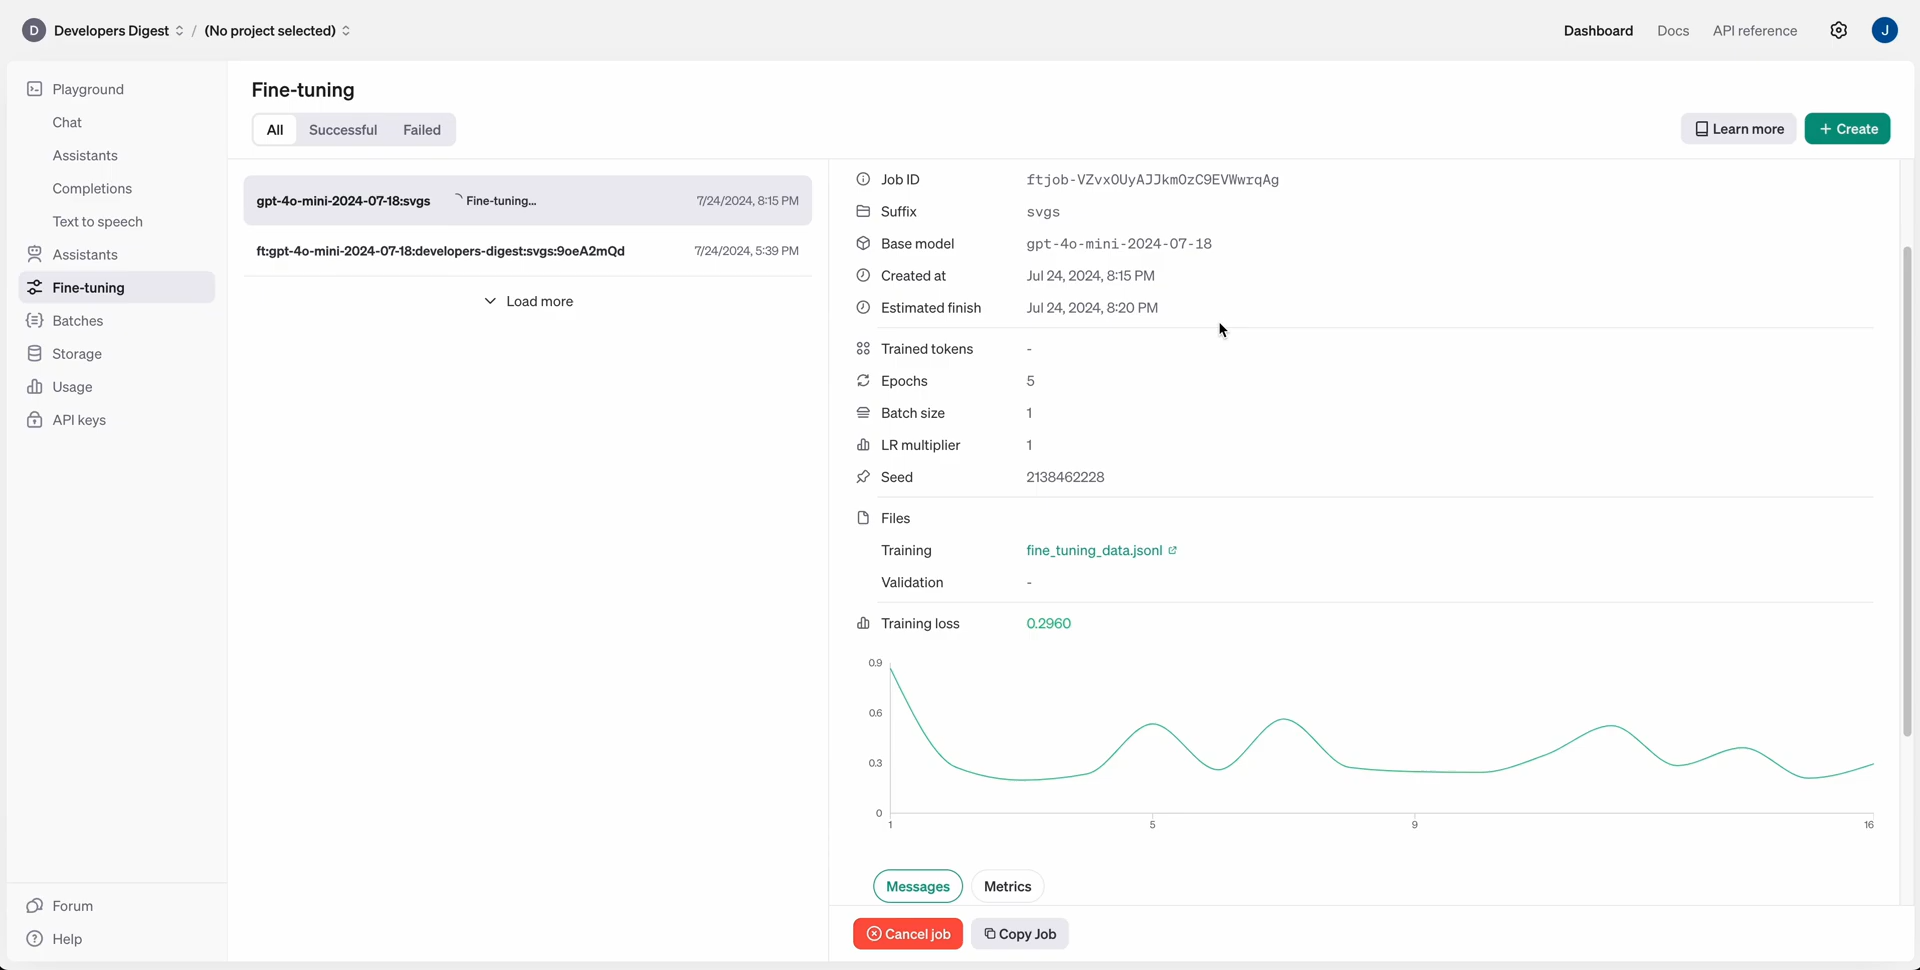 D Developers Digest / (No project selected)
Dashboard Docs API reference J
Playground
Chat
Assistants
Completions
Text to speech
Assistants
Fine-tuning
Batches
Storage
Usage
API keys
Forum
Help
Fine-tuning
All Successful Failed
Learn more + Create
gpt-4o-mini-2024-07-18:svgs Fine-tuning... 7/24/2024, 8:15 PM
ft:gpt-4o-mini-2024-07-18:developers-digest:svgs:9oeA2mQd 7/24/2024, 5:39 PM
Load more
Job ID ftjob-VZvxOUyAJJkmOzC9EVWwrqAg
Suffix svgs
Base model gpt-4o-mini-2024-07-18
Created at Jul 24, 2024, 8:15 PM
Estimated finish Jul 24, 2024, 8:20 PM
Trained tokens -
Epochs 5
Batch size 1
LR multiplier 1
Seed 2138462228
Files
Training fine_tuning_data.jsonl
Validation -
Training loss 0.2960
0.9
0.6
0.3
0
1 5 9 16
Messages Metrics
Cancel job Copy Job